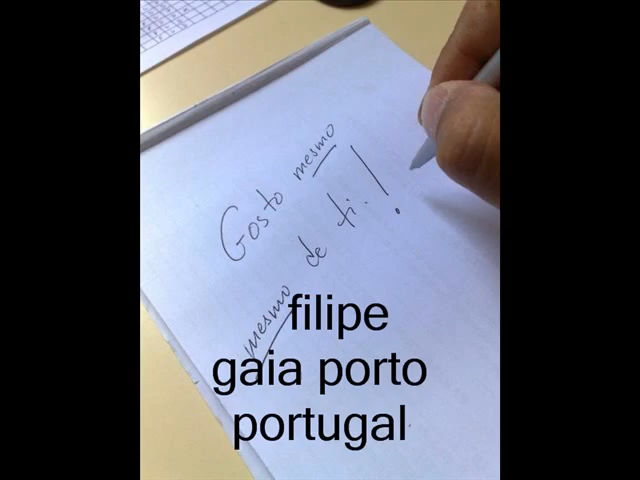 Gosto mesmo
mesmo de ti!
filipe
gaia porto
portugal